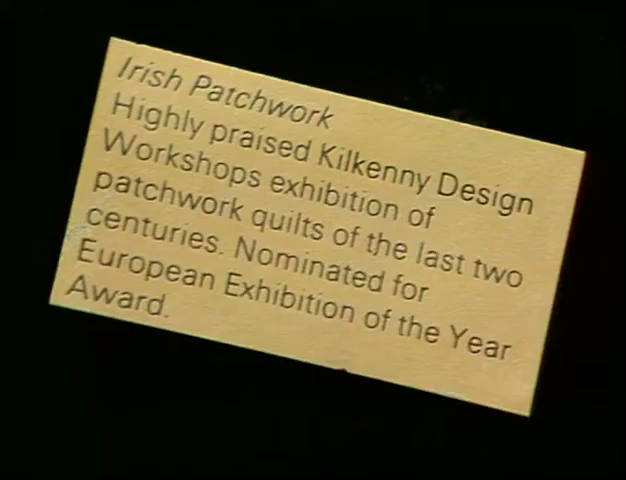 Irish Patchwork
Highly praised Kilkenny Design
Workshops exhibition of
patchwork quilts of the last two
centuries. Nominated for
European Exhibition of the Year
Award.